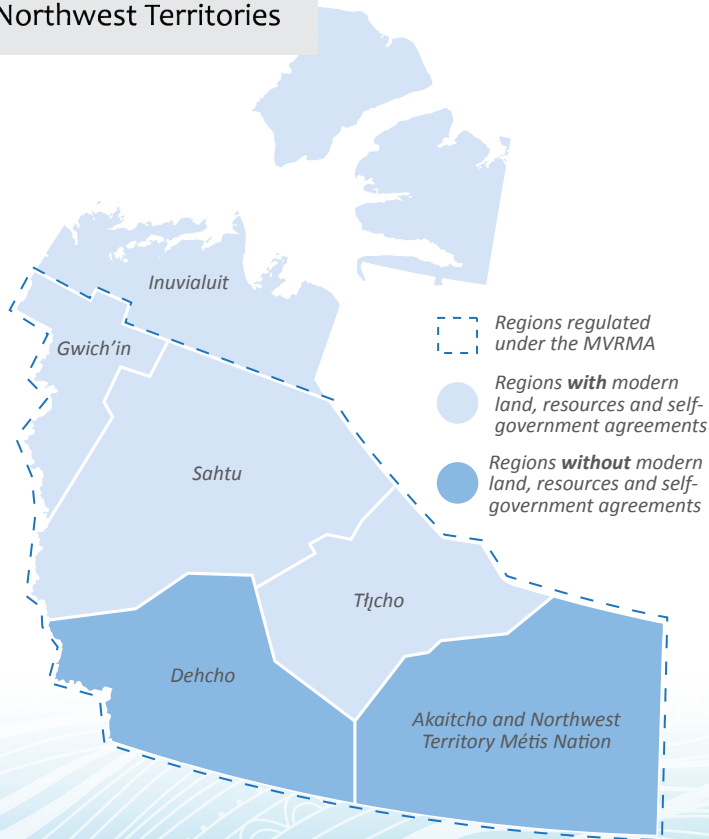 Northwest Territories
Inuvialuit
Gwich’in
Sahtu
Tłı̨cho
Dehcho
Akaitcho and Northwest
Territory Métis Nation
Regions regulated
under the MVRMA
Regions with modern
land, resources and self-
government agreements
Regions without modern
land, resources and self-
government agreements